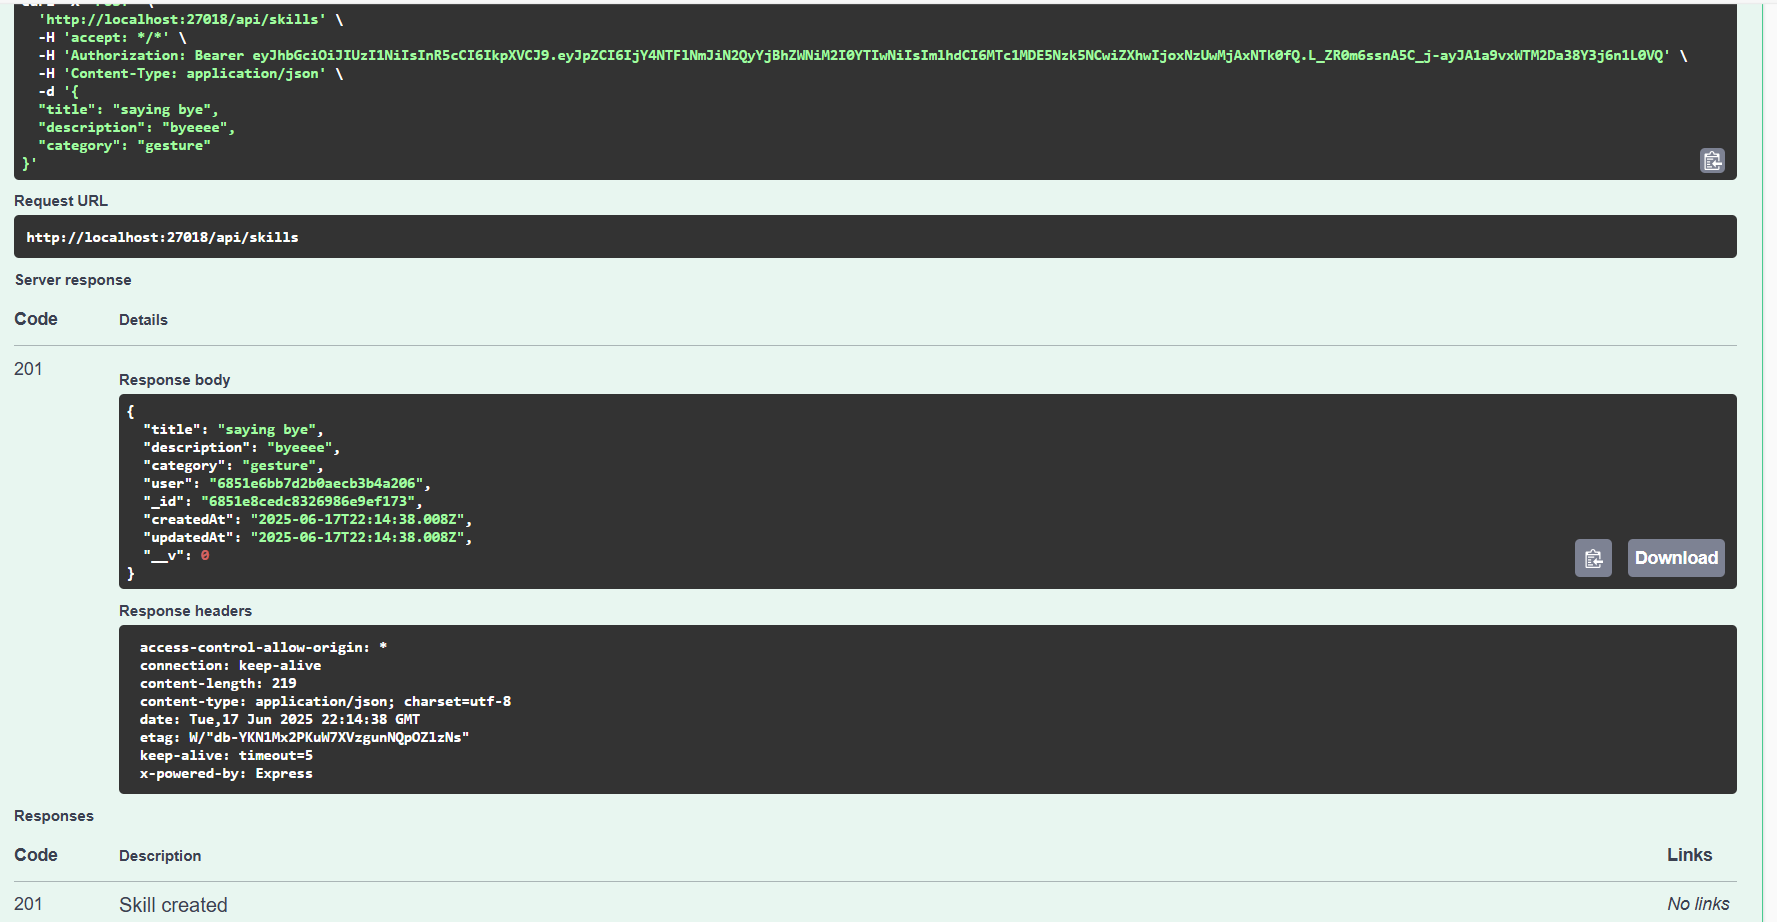 'http://localhost:27018/api/skills' \
-H 'accept: */*' \
-H 'Authorization: Bearer eyJhbGciOiJIUzI1NiIsInR5cCI6IkpXVCJ9.eyJpZCI6IjY4NTFlNmJiN2QyYjBhZWNiM2I0YTIwNiIsImlhdCI6MTc1MDE5Nzk5NCwiZXhwIjoxNzUwMjAxNTk0fQ.L_ZR0m6ssnA5C_j-ayJA1a9vxWTM2Da38Y3j6n1L0VQ' \
-H 'Content-Type: application/json' \
-d '{
"title": "saying bye",
"description": "byeeee",
"category": "gesture"
}'
Request URL
http://localhost:27018/api/skills
Server response
Code Details
201
Response body
{
"title": "saying bye",
"description": "byeeee",
"category": "gesture",
"user": "6851e6bb7d2b0aecb3b4a206",
"_id": "6851e8cedc8326986e9ef173",
"createdAt": "2025-06-17T22:14:38.008Z",
"updatedAt": "2025-06-17T22:14:38.008Z",
"__v": 0
}
Download
Response headers
access-control-allow-origin: *
connection: keep-alive
content-length: 219
content-type: application/json; charset=utf-8
date: Tue,17 Jun 2025 22:14:38 GMT
etag: W/"db-YKN1Mx2PKuW7XVzgunNQpOZlzNs"
keep-alive: timeout=5
x-powered-by: Express
Responses
Code Description Links
201 Skill created No links